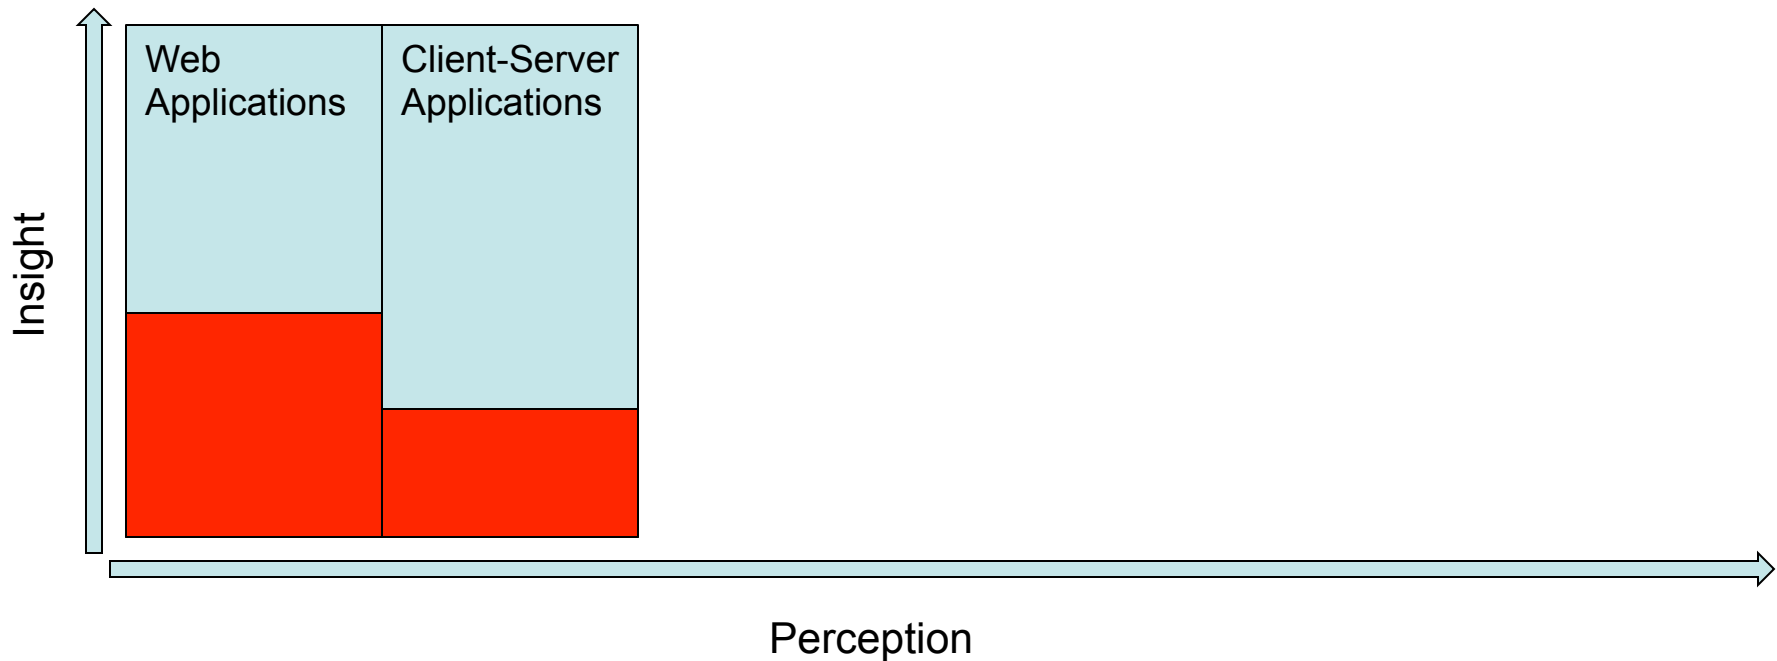 Web
Applications
Client-Server
Applications
Insight
Perception